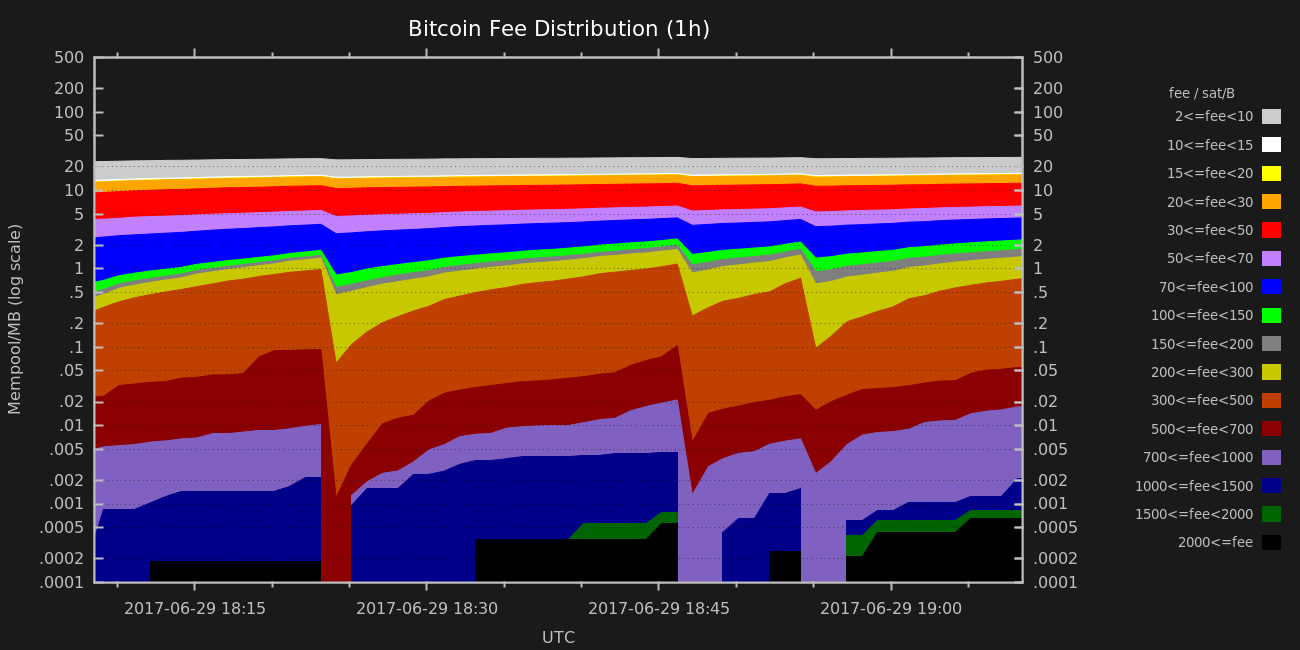 Bitcoin Fee Distribution (1h)
Mempool/MB (log scale)
500
200
100
50
20
10
5
2
1
.5
.2
.1
.05
.02
.01
.005
.002
.001
.0005
.0002
.0001
500
200
100
50
20
10
5
2
1
.5
.2
.1
.05
.02
.01
.005
.002
.001
.0005
.0002
.0001
2017-06-29 18:15 2017-06-29 18:30 2017-06-29 18:45 2017-06-29 19:00
UTC
fee / sat/B
2<=fee<10
10<=fee<15
15<=fee<20
20<=fee<30
30<=fee<50
50<=fee<70
70<=fee<100
100<=fee<150
150<=fee<200
200<=fee<300
300<=fee<500
500<=fee<700
700<=fee<1000
1000<=fee<1500
1500<=fee<2000
2000<=fee